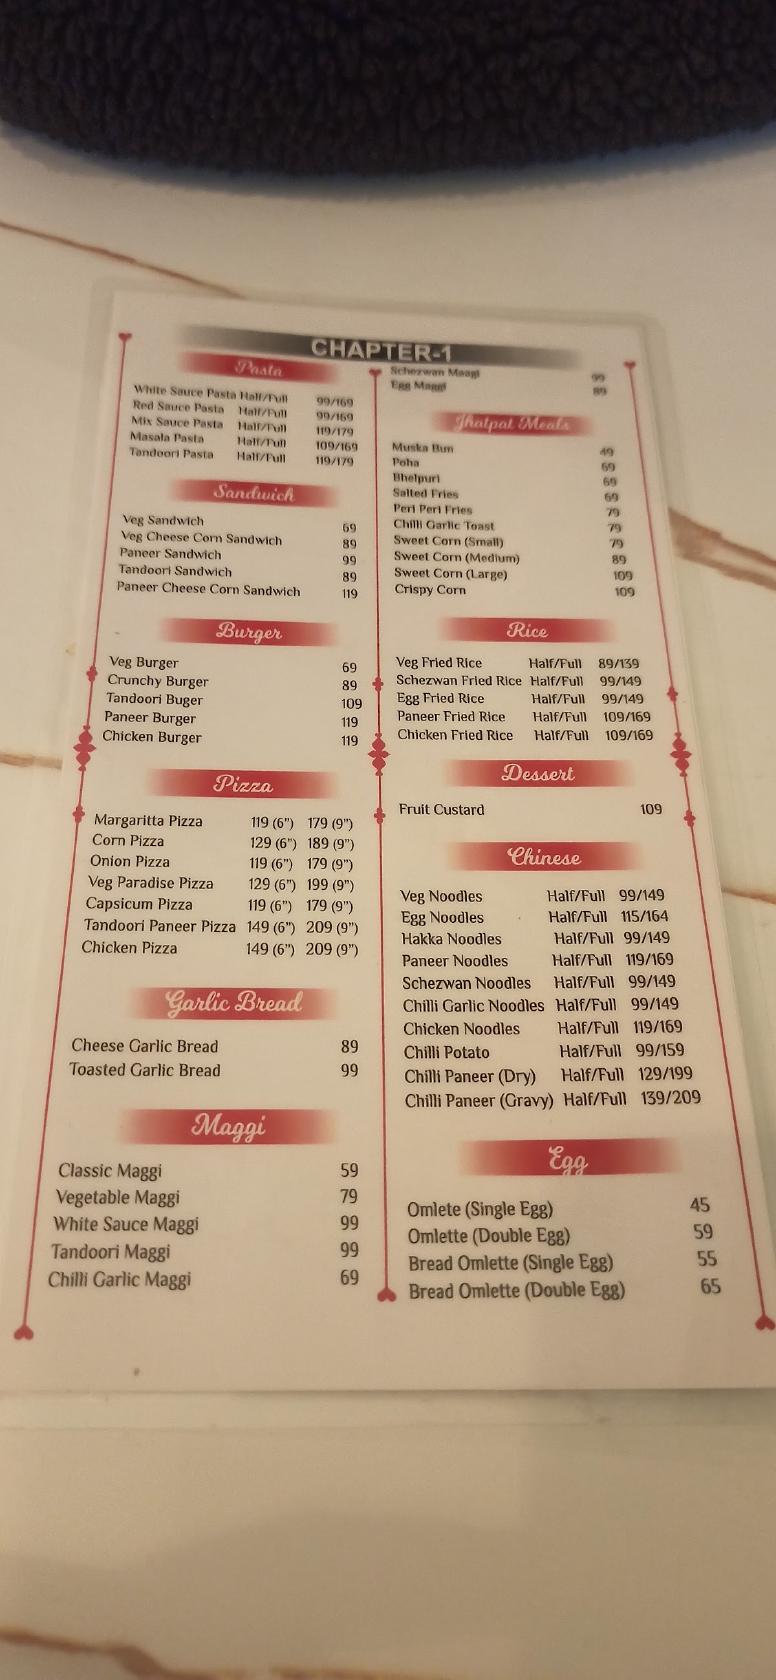 CHAPTER-1
Pasta
White Sauce Pasta Half/Full 99/169
Red Sauce Pasta Half/Full 99/169
Mix Sauce Pasta Half/Full 119/179
Masala Pasta Half/Full 109/169
Tandoori Pasta Half/Full 119/179
Sandwich
Veg Sandwich 69
Veg Cheese Corn Sandwich 89
Paneer Sandwich 99
Tandoori Sandwich 89
Paneer Cheese Corn Sandwich 119
Burger
Veg Burger 69
Crunchy Burger 89
Tandoori Buger 109
Paneer Burger 119
Chicken Burger 119
Pizza
Margaritta Pizza 119 (6") 179 (9")
Corn Pizza 129 (6") 189 (9")
Onion Pizza 119 (6") 179 (9")
Veg Paradise Pizza 129 (6") 199 (9")
Capsicum Pizza 119 (6") 179 (9")
Tandoori Paneer Pizza 149 (6") 209 (9")
Chicken Pizza 149 (6") 209 (9")
Garlic Bread
Cheese Garlic Bread 89
Toasted Garlic Bread 99
Maggi
Classic Maggi 59
Vegetable Maggi 79
White Sauce Maggi 99
Tandoori Maggi 99
Chilli Garlic Maggi 69
Schezwan Maagi 99
Egg Maggi 89
Jhatpat Meals
Muska Bun 49
Poha 69
Bhelpuri 69
Salted Fries 69
Peri Peri Fries 79
Chilli Garlic Toast 79
Sweet Corn (Small) 79
Sweet Corn (Medium) 89
Sweet Corn (Large) 109
Crispy Corn 109
Rice
Veg Fried Rice Half/Full 89/139
Schezwan Fried Rice Half/Full 99/149
Egg Fried Rice Half/Full 99/149
Paneer Fried Rice Half/Full 109/169
Chicken Fried Rice Half/Full 109/169
Dessert
Fruit Custard 109
Chinese
Veg Noodles Half/Full 99/149
Egg Noodles Half/Full 115/164
Hakka Noodles Half/Full 99/149
Paneer Noodles Half/Full 119/169
Schezwan Noodles Half/Full 99/149
Chilli Garlic Noodles Half/Full 99/149
Chicken Noodles Half/Full 119/169
Chilli Potato Half/Full 99/159
Chilli Paneer (Dry) Half/Full 129/199
Chilli Paneer (Gravy) Half/Full 139/209
Egg
Omlete (Single Egg) 45
Omlette (Double Egg) 59
Bread Omlette (Single Egg) 55
Bread Omlette (Double Egg) 65